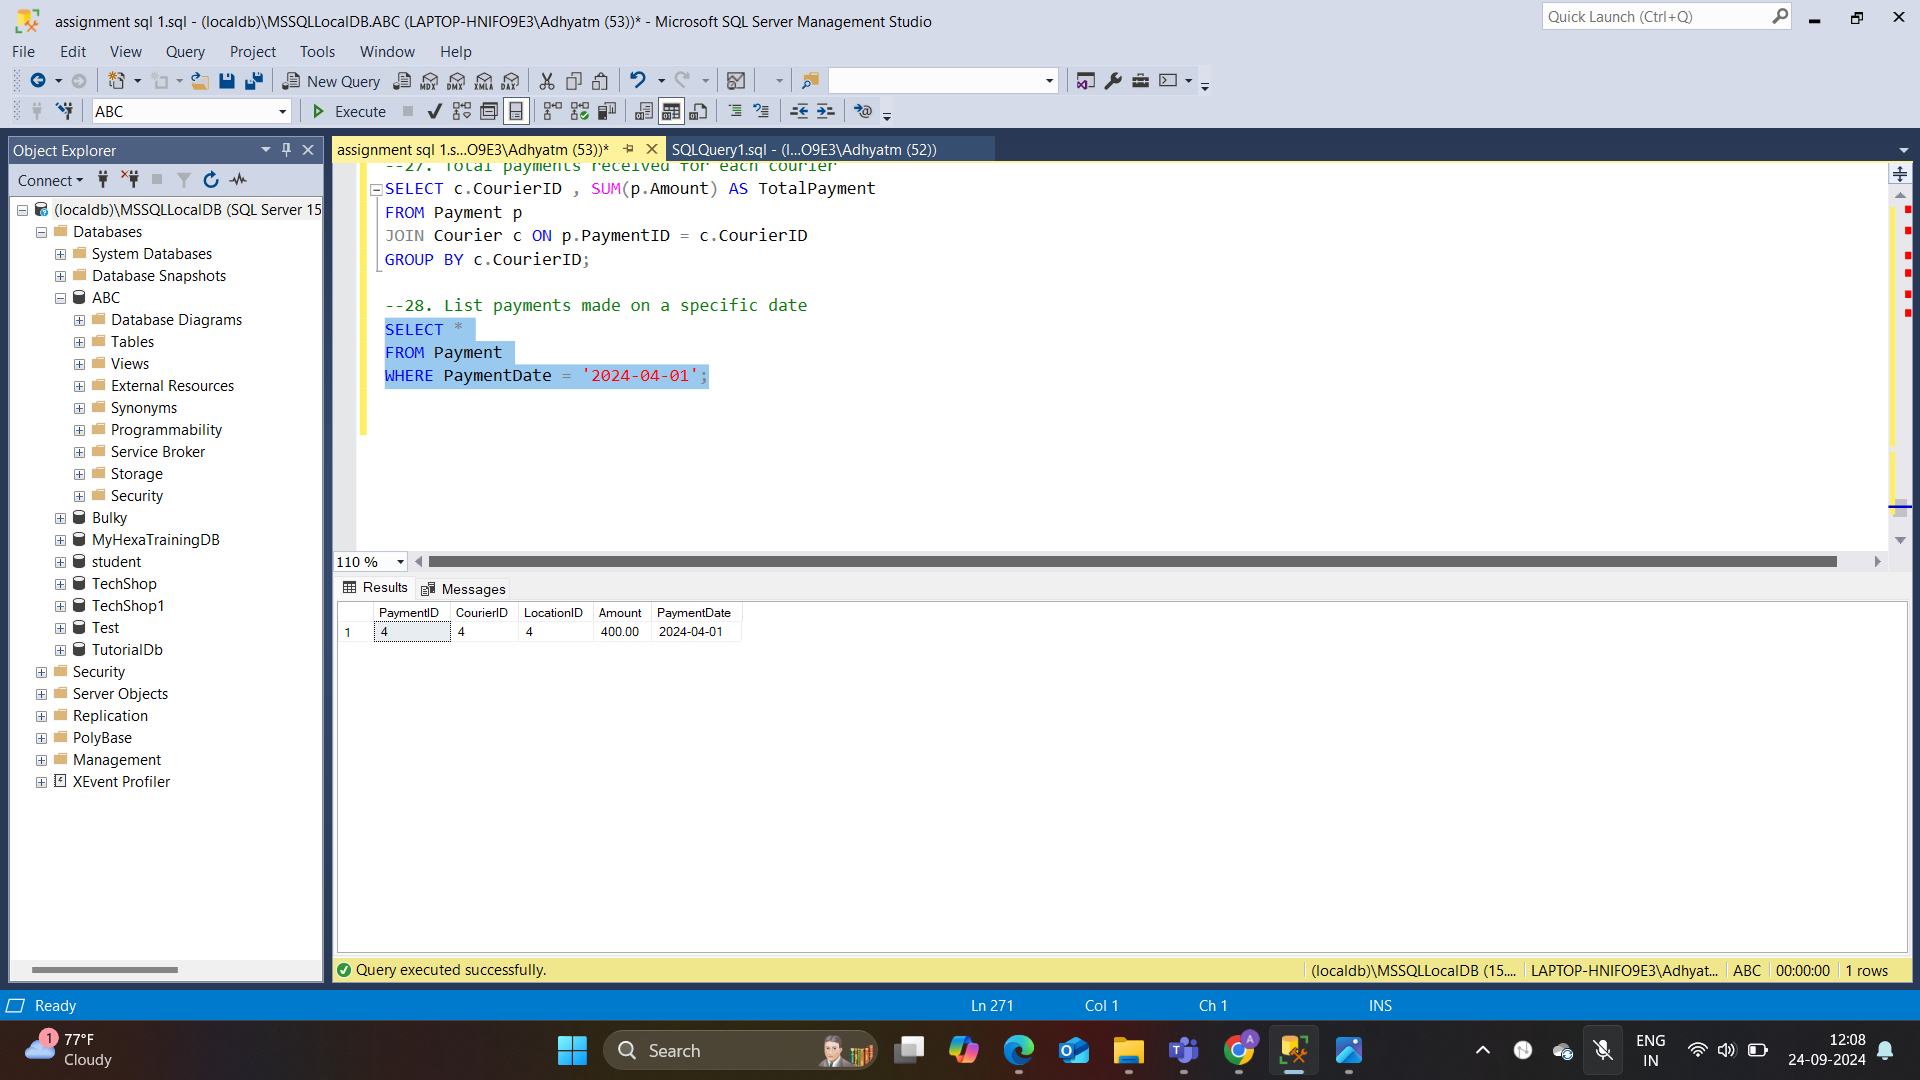 assignment sql 1.sql - (localdb)\MSSQLLocalDB.ABC (LAPTOP-HNIFO9E3\Adhyatm (53))* - Microsoft SQL Server Management Studio
Quick Launch (Ctrl+Q)
File Edit View Query Project Tools Window Help
New Query MDX DMX XMLA DAX
ABC Execute
Object Explorer
Connect
(localdb)\MSSQLLocalDB (SQL Server 15
Databases
System Databases
Database Snapshots
ABC
Database Diagrams
Tables
Views
External Resources
Synonyms
Programmability
Service Broker
Storage
Security
Bulky
MyHexaTrainingDB
student
TechShop
TechShop1
Test
TutorialDb
Security
Server Objects
Replication
PolyBase
Management
XEvent Profiler
assignment sql 1.s...O9E3\Adhyatm (53))* SQLQuery1.sql - (l...O9E3\Adhyatm (52))
--27. Total payments received for each courier
SELECT c.CourierID , SUM(p.Amount) AS TotalPayment
FROM Payment p
JOIN Courier c ON p.PaymentID = c.CourierID
GROUP BY c.CourierID;
--28. List payments made on a specific date
SELECT *
FROM Payment
WHERE PaymentDate = '2024-04-01';
110 %
Results Messages
PaymentID CourierID LocationID Amount PaymentDate
1 4 4 4 400.00 2024-04-01
Query executed successfully. (localdb)\MSSQLLocalDB (15.... LAPTOP-HNIFO9E3\Adhyat... ABC 00:00:00 1 rows
Ready Ln 271 Col 1 Ch 1 INS
1 77°F
Cloudy
Search
A
ENG
IN
12:08
24-09-2024